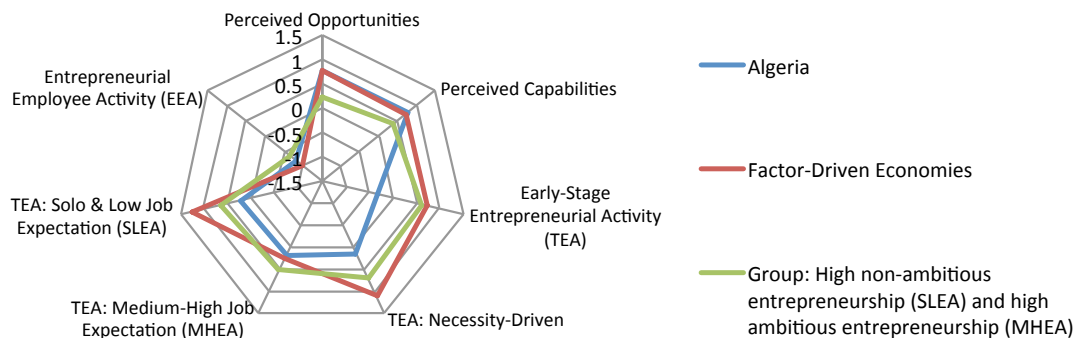 Perceived Opportunities
1.5
1
0.5
0
-0.5
-1
-1.5
Perceived Capabilities
Early-Stage
Entrepreneurial Activity
(TEA)
TEA: Necessity-Driven
TEA: Medium-High Job
Expectation (MHEA)
TEA: Solo & Low Job
Expectation (SLEA)
Entrepreneurial
Employee Activity (EEA)
Algeria
Factor-Driven Economies
Group: High non-ambitious
entrepreneurship (SLEA) and high
ambitious entrepreneurship (MHEA)